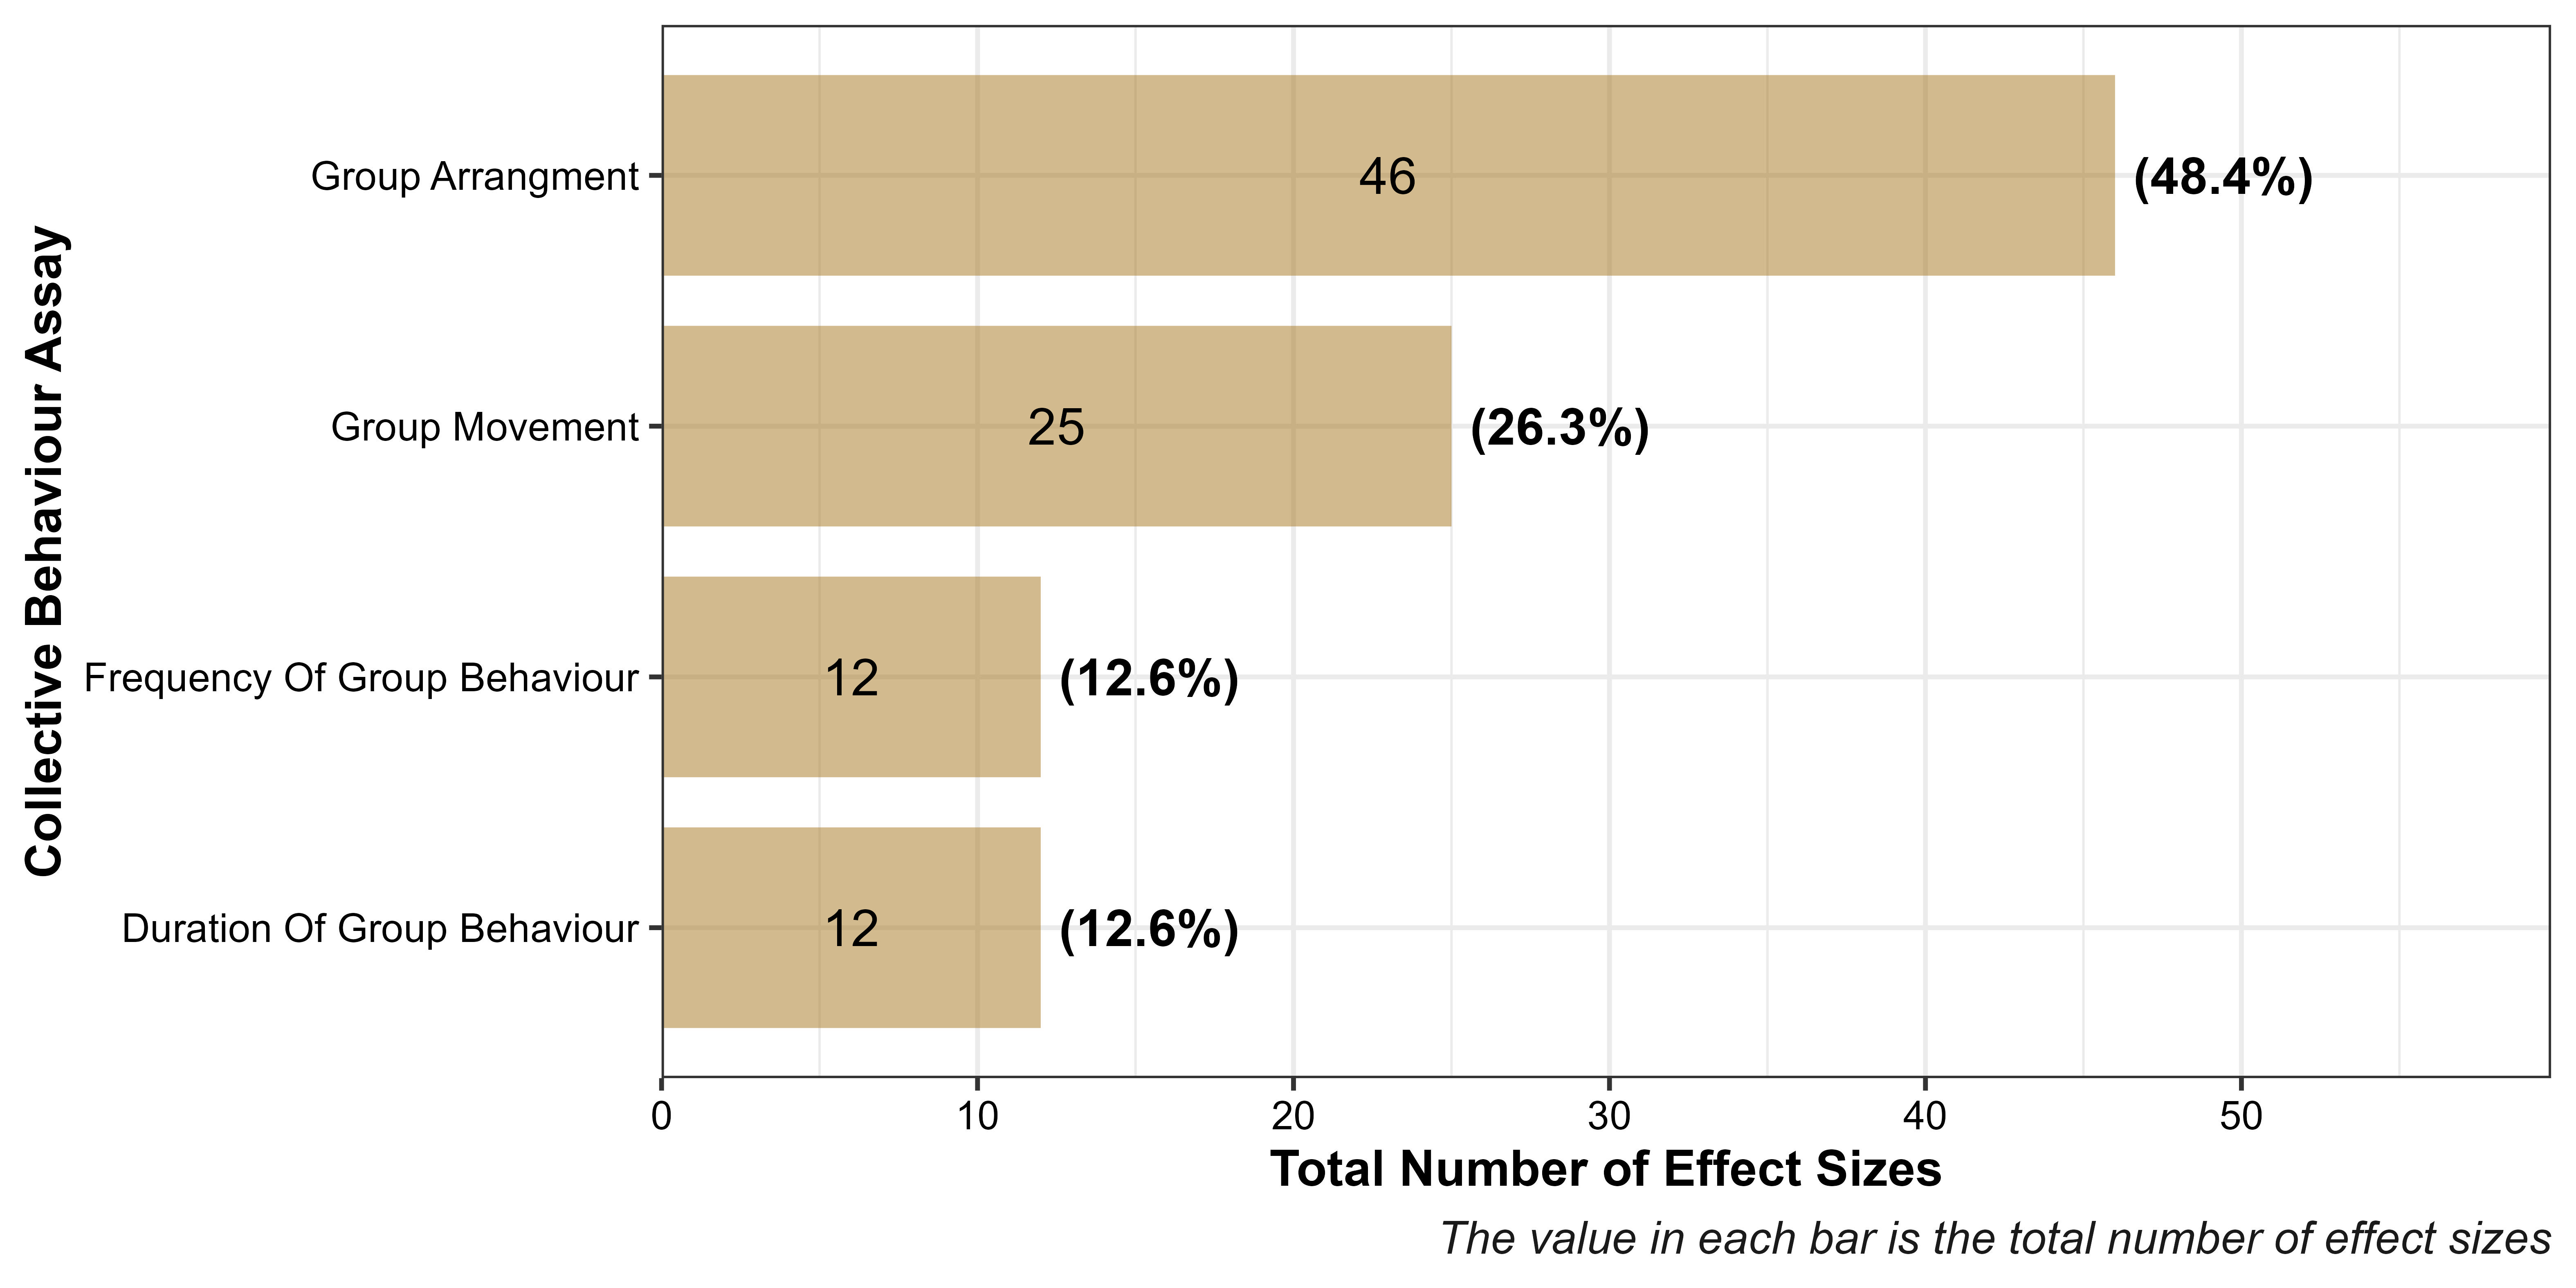 Collective Behaviour Assay
Group Arrangment
46
(48.4%)
Group Movement
25
(26.3%)
Frequency Of Group Behaviour
12
(12.6%)
Duration Of Group Behaviour
12
(12.6%)
0 10 20 30 40 50
Total Number of Effect Sizes
The value in each bar is the total number of effect sizes